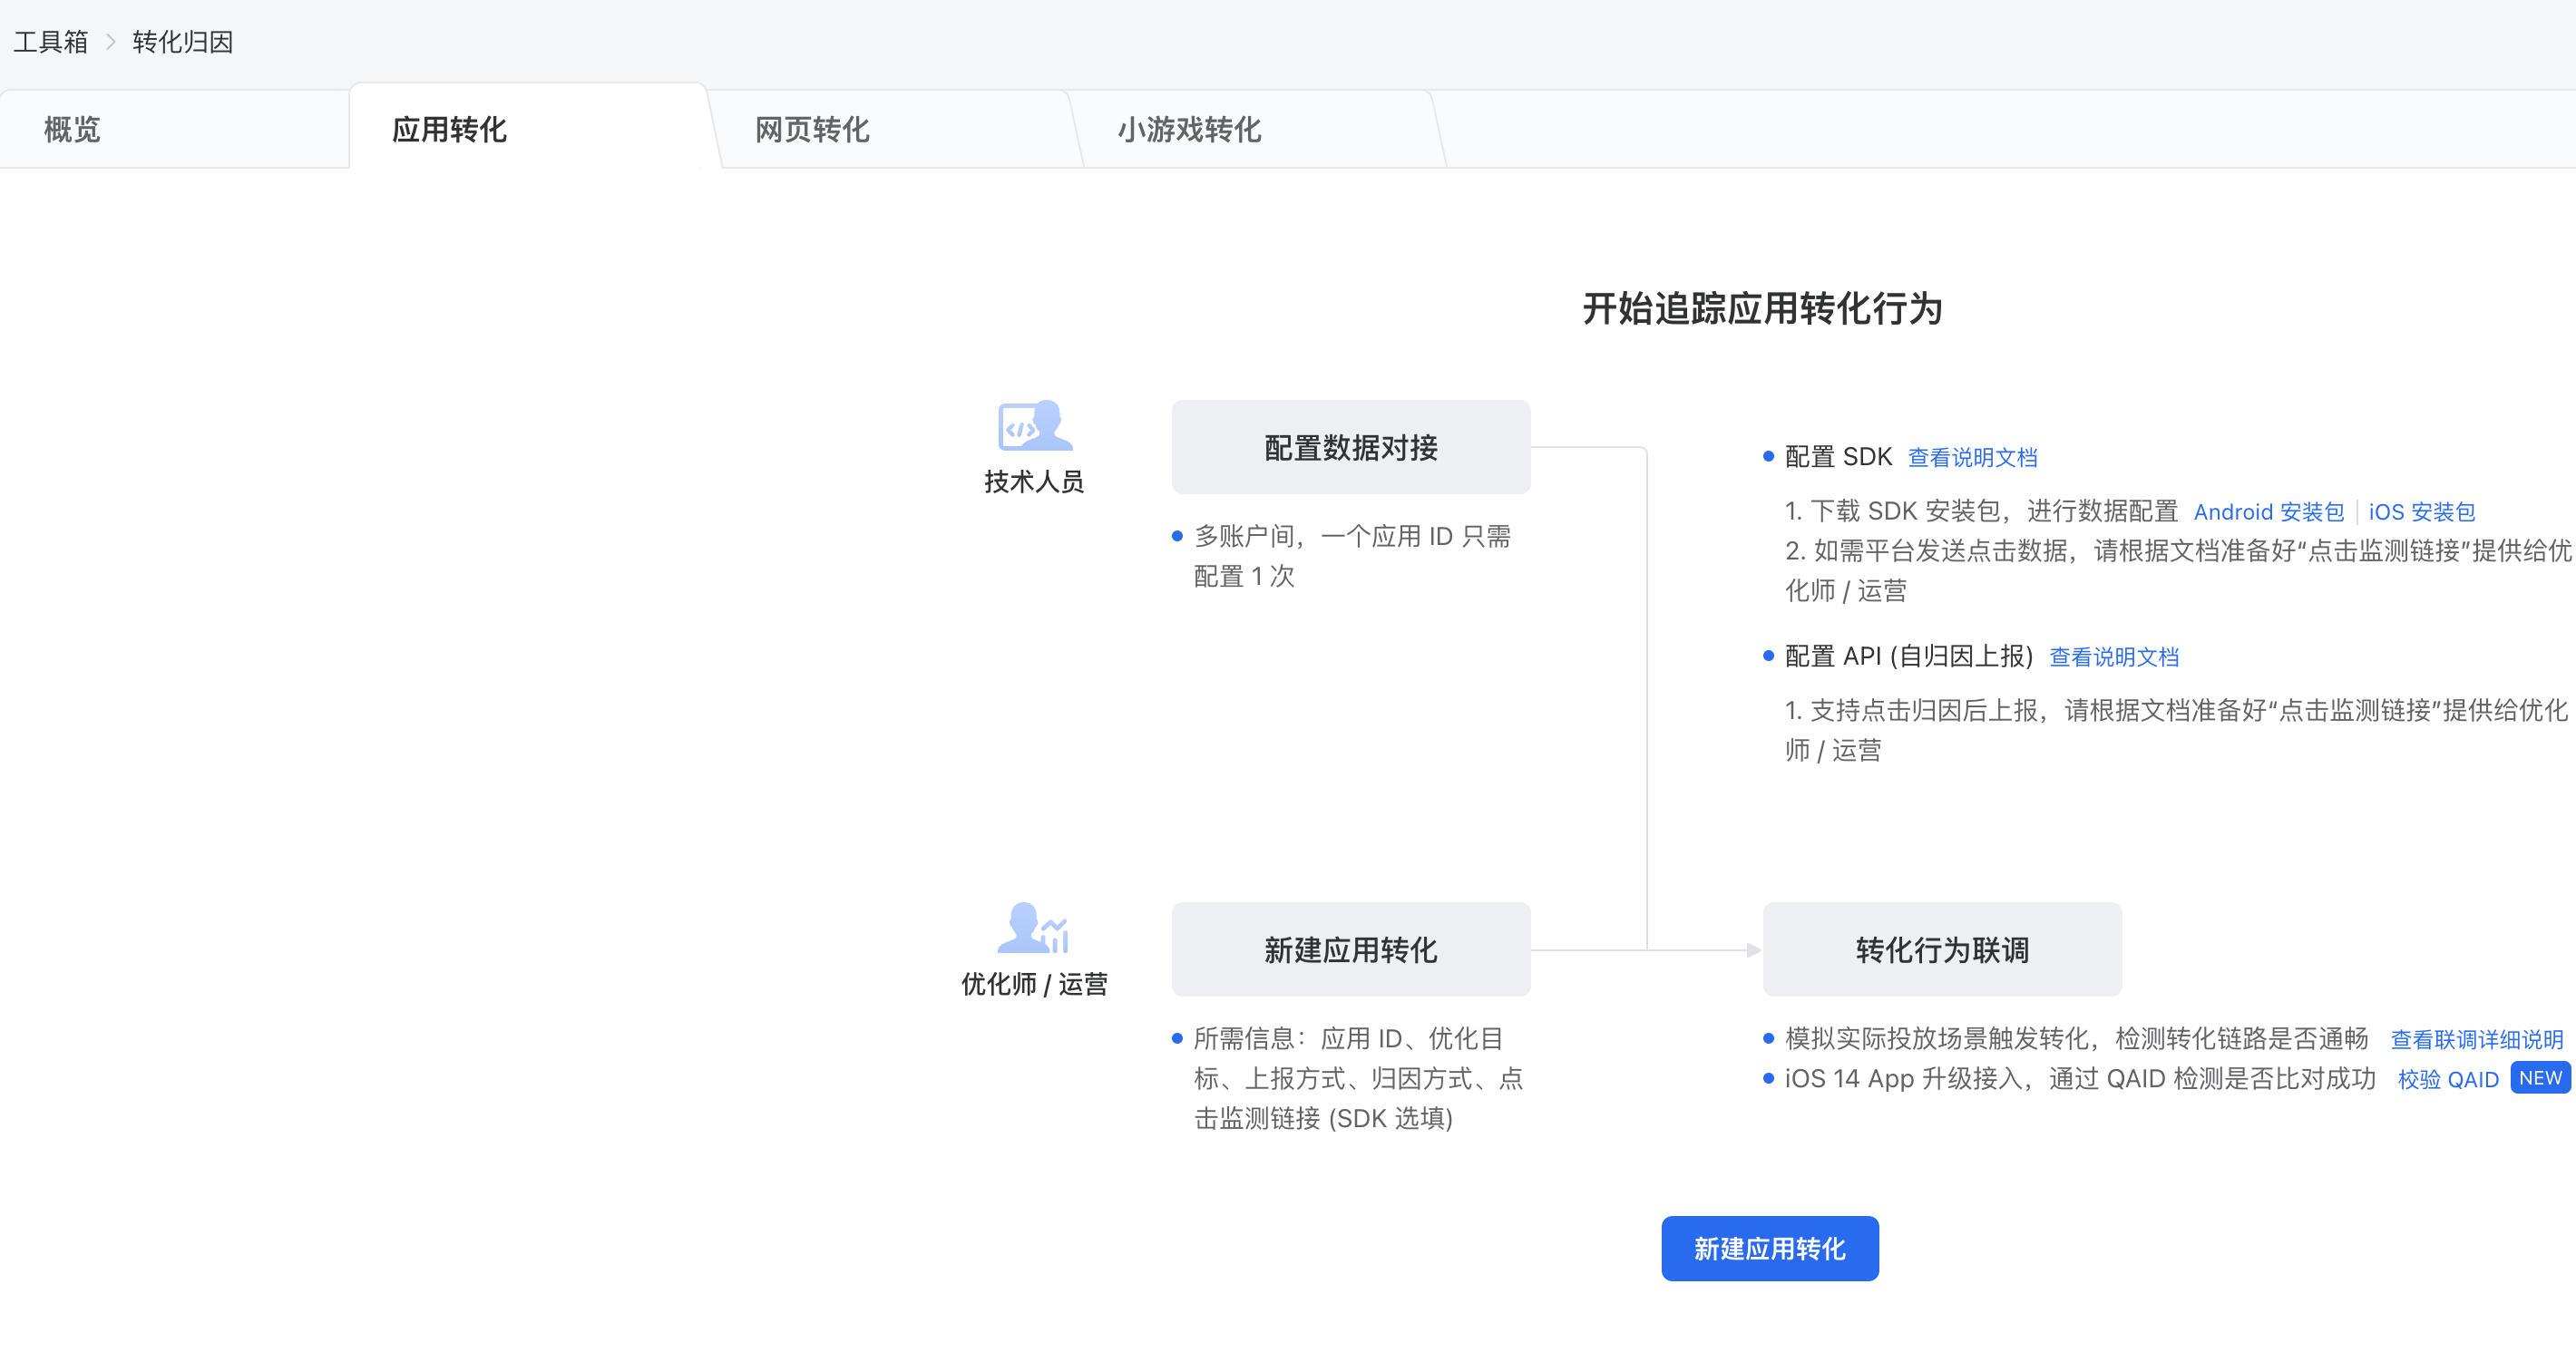 工具箱 > 转化归因
概览
应用转化
网页转化
小游戏转化
开始追踪应用转化行为
技术人员
配置数据对接
多账户间，一个应用 ID 只需
配置 1 次
配置 SDK 查看说明文档
1. 下载 SDK 安装包，进行数据配置 Android 安装包 | iOS 安装包
2. 如需平台发送点击数据，请根据文档准备好“点击监测链接”提供给优
化师 / 运营
配置 API (自归因上报) 查看说明文档
1. 支持点击归因后上报，请根据文档准备好“点击监测链接”提供给优化
师 / 运营
优化师 / 运营
新建应用转化
所需信息：应用 ID、优化目
标、上报方式、归因方式、点
击监测链接 (SDK 选填)
转化行为联调
模拟实际投放场景触发转化，检测转化链路是否通畅 查看联调详细说明
iOS 14 App 升级接入，通过 QAID 检测是否比对成功 校验 QAID NEW
新建应用转化